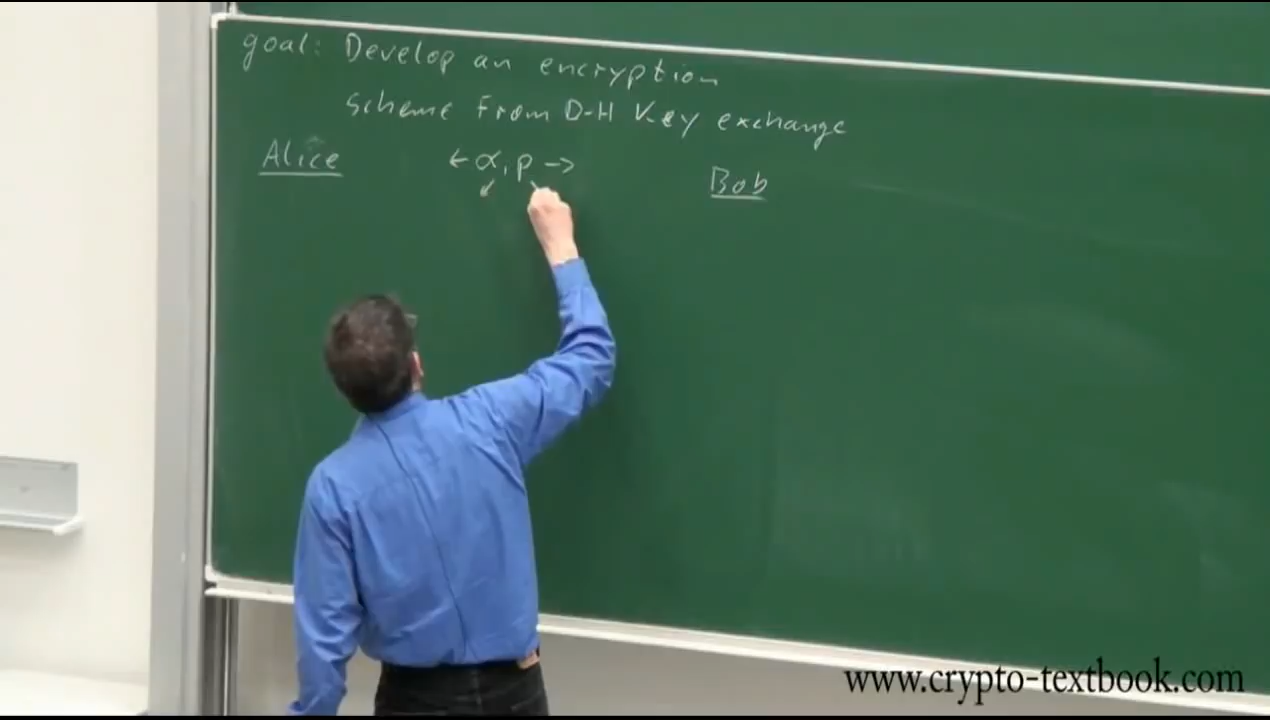 goal: Develop an encryption
scheme from D-H Key exchange
Alice ← α, p → Bob
www.crypto-textbook.com